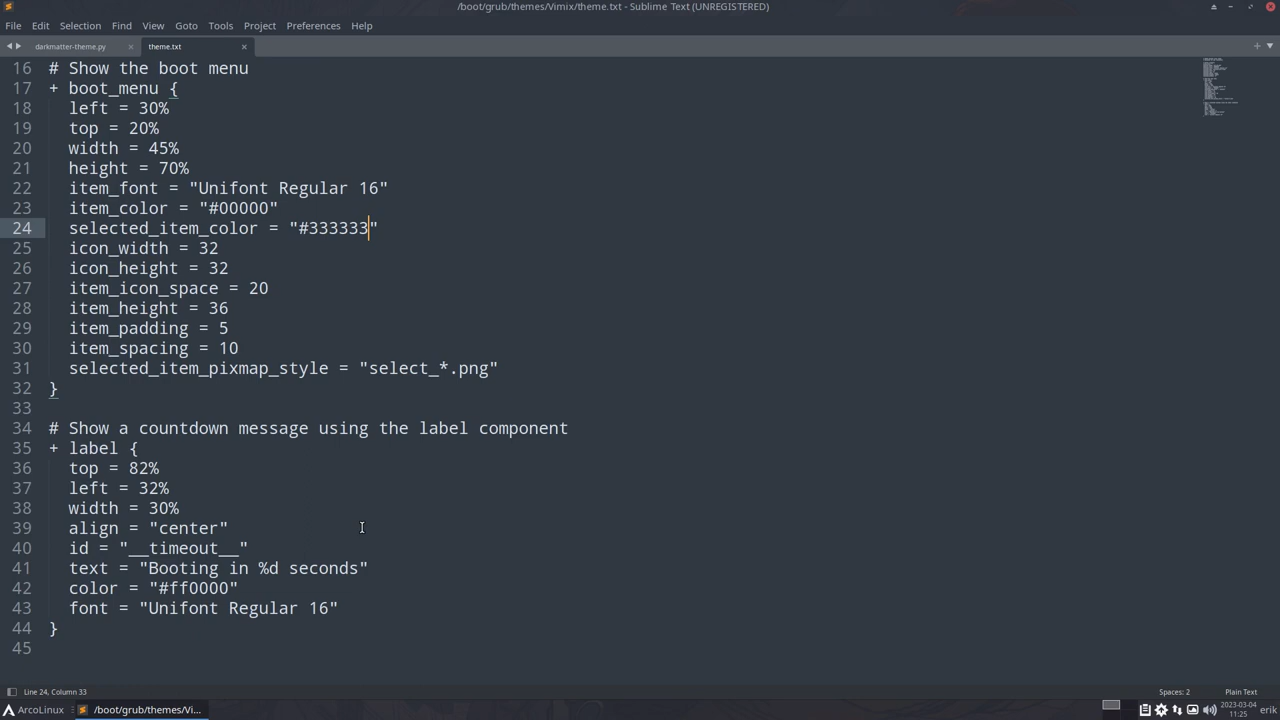 /boot/grub/themes/Vimix/theme.txt - Sublime Text (UNREGISTERED)
File Edit Selection Find View Goto Tools Project Preferences Help
darkmatter-theme.py × theme.txt ×
16 # Show the boot menu
17 + boot_menu {
18 left = 30%
19 top = 20%
20 width = 45%
21 height = 70%
22 item_font = "Unifont Regular 16"
23 item_color = "#00000"
24 selected_item_color = "#333333"
25 icon_width = 32
26 icon_height = 32
27 item_icon_space = 20
28 item_height = 36
29 item_padding = 5
30 item_spacing = 10
31 selected_item_pixmap_style = "select_*.png"
32 }
33
34 # Show a countdown message using the label component
35 + label {
36 top = 82%
37 left = 32%
38 width = 30%
39 align = "center"
40 id = "__timeout__"
41 text = "Booting in %d seconds"
42 color = "#ff0000"
43 font = "Unifont Regular 16"
44 }
45
Line 24, Column 33 Spaces: 2 Plain Text
ArcoLinux /boot/grub/themes/Vi... 2023-03-04 erik
11:25